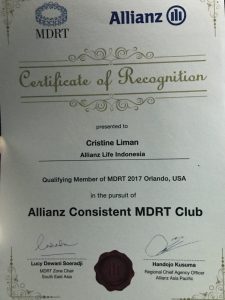 MDRT
Allianz
Certificate of Recognition
presented to
Cristine Liman
Allianz Life Indonesia
Qualifying Member of MDRT 2017 Orlando, USA
in the pursuit of
Allianz Consistent MDRT Club
Lucy Dewani Soeradji
MDRT Zone Chair
South East Asia
Handojo Kusuma
Regional Chief Agency Officer
Allianz Asia Pacific